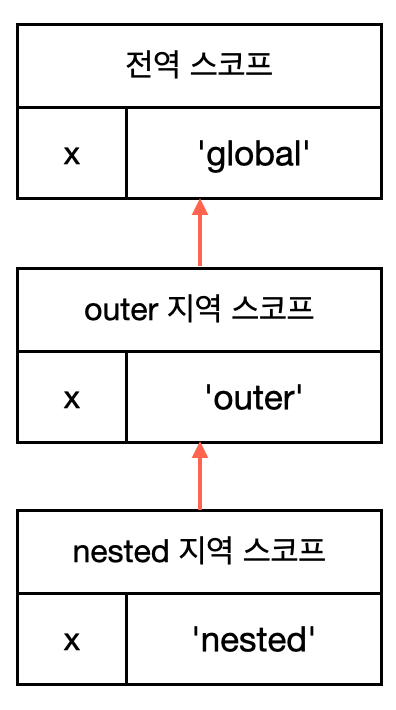 전역 스코프
x 'global'
outer 지역 스코프
x 'outer'
nested 지역 스코프
x 'nested'